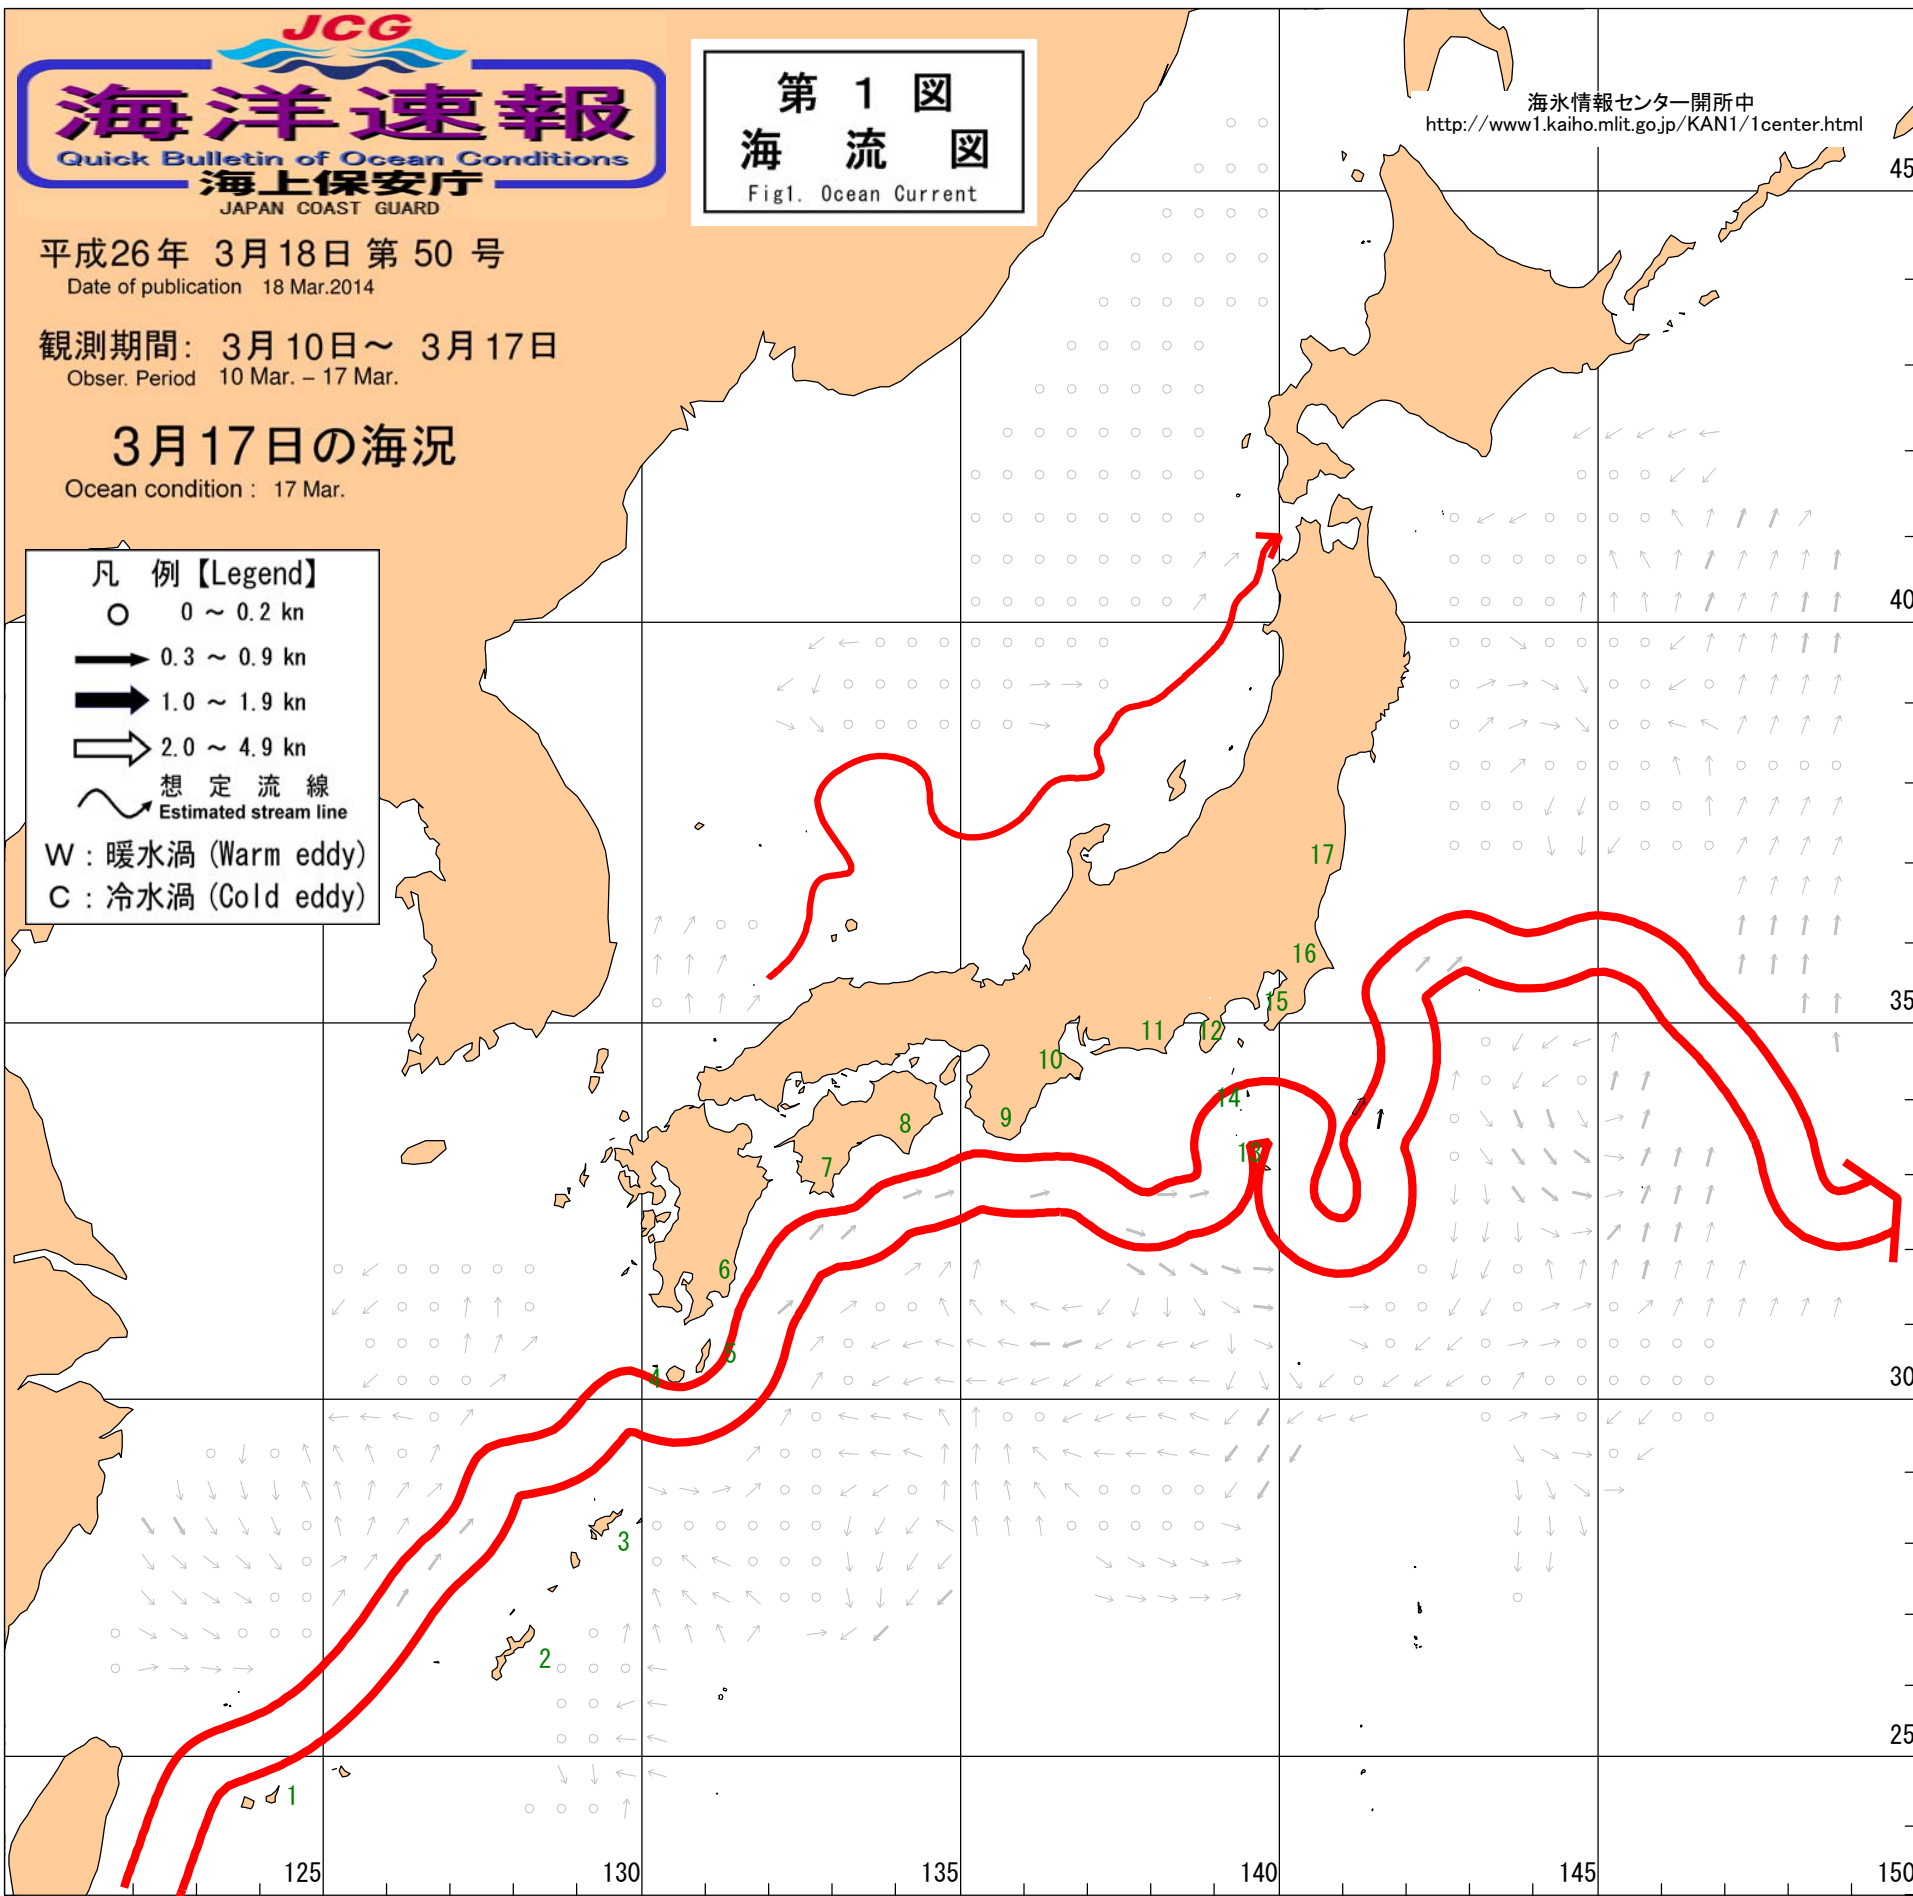 JCG
海洋速報
Quick Bulletin of Ocean Conditions
海上保安庁
JAPAN COAST GUARD
第 1 図
海 流 図
Fig1. Ocean Current
海氷情報センター開所中
http://www1.kaiho.mlit.go.jp/KAN1/1center.html
平成26年 3月18日 第 50 号
Date of publication 18 Mar.2014
観測期間: 3月10日～ 3月17日
Obser. Period 10 Mar. – 17 Mar.
3月17日の海況
Ocean condition : 17 Mar.
凡 例【Legend】
0 ～ 0.2 kn
0.3 ～ 0.9 kn
1.0 ～ 1.9 kn
2.0 ～ 4.9 kn
想 定 流 線
Estimated stream line
W : 暖水渦 (Warm eddy)
C : 冷水渦 (Cold eddy)
45
40
17
16
35
15
12
11
10
14
9
8
13
7
6
5
4
30
3
2
25
1
125
130
135
140
145
150